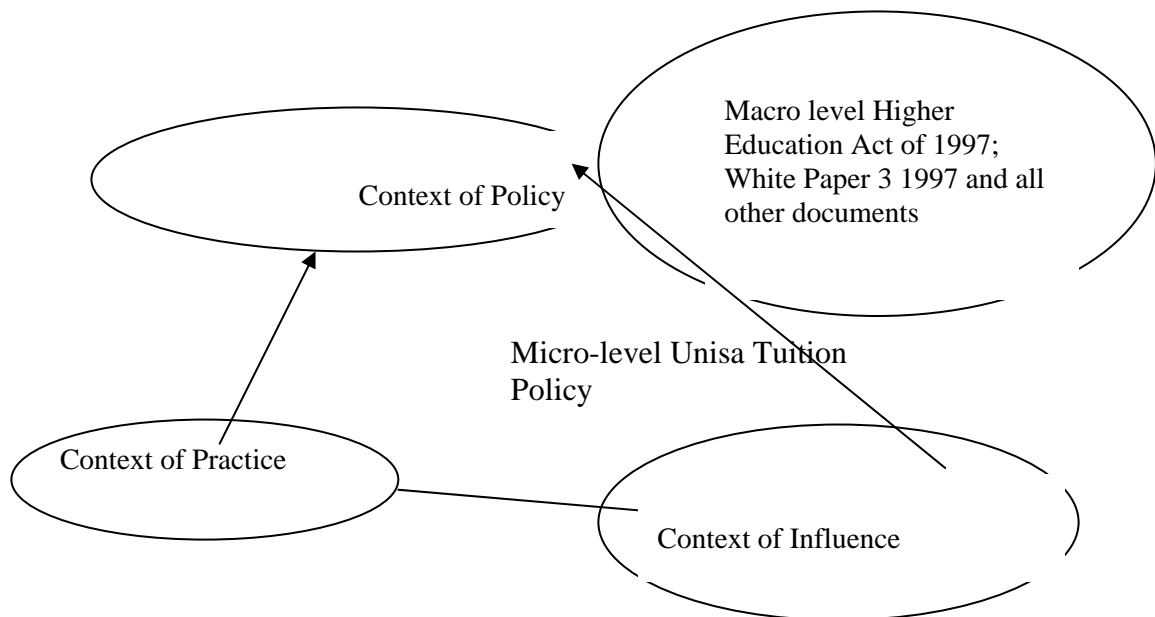 Macro level Higher
Education Act of 1997;
White Paper 3 1997 and all
other documents
Context of Policy
Micro-level Unisa Tuition
Policy
Context of Practice
Context of Influence